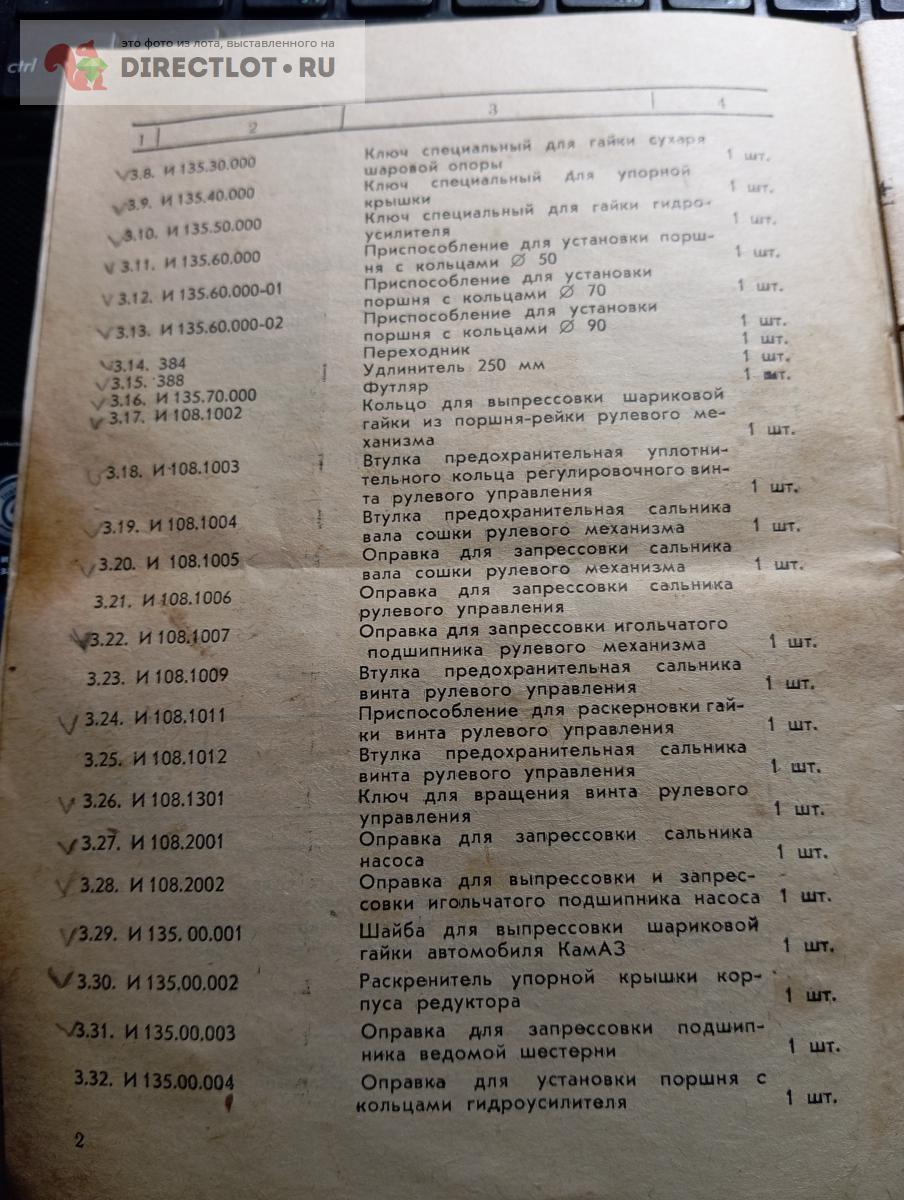 ctrl
это фото из лота, выставленного на
DIRECTLOT.RU
1 2 3 4
3.8. И 135.30.000 Ключ специальный для гайки сухаря
шаровой опоры 1 шт.
3.9. И 135.40.000 Ключ специальный для упорной
крышки 1 шт.
3.10. И 135.50.000 Ключ специальный для гайки гидро-
усилителя 1 шт.
3.11. И 135.60.000 Приспособление для установки порш-
ня с кольцами ∅ 50 1 шт.
3.12. И 135.60.000-01 Приспособление для установки
поршня с кольцами ∅ 70 1 шт.
3.13. И 135.60.000-02 Приспособление для установки
поршня с кольцами ∅ 90 1 шт.
3.14. 384 Переходник 1 шт.
3.15. 388 Удлинитель 250 мм 1 шт.
3.16. И 135.70.000 Футляр 1 шт.
3.17. И 108.1002 Кольцо для выпрессовки шариковой
гайки из поршня-рейки рулевого ме-
ханизма 1 шт.
3.18. И 108.1003 Втулка предохранительная уплотни-
тельного кольца регулировочного вин-
та рулевого управления 1 шт.
3.19. И 108.1004 Втулка предохранительная сальника
вала сошки рулевого механизма 1 шт.
3.20. И 108.1005 Оправка для запрессовки сальника
вала сошки рулевого механизма 1 шт.
3.21. И 108.1006 Оправка для запрессовки сальника
рулевого управления
3.22. И 108.1007 Оправка для запрессовки игольчатого
подшипника рулевого механизма 1 шт.
3.23. И 108.1009 Втулка предохранительная сальника
винта рулевого управления 1 шт.
3.24. И 108.1011 Приспособление для раскерновки гай-
ки винта рулевого управления 1 шт.
3.25. И 108.1012 Втулка предохранительная сальника
винта рулевого управления 1 шт.
3.26. И 108.1301 Ключ для вращения винта рулевого
управления 1 шт.
3.27. И 108.2001 Оправка для запрессовки сальника
насоса 1 шт.
3.28. И 108.2002 Оправка для выпрессовки и запрес-
совки игольчатого подшипника насоса 1 шт.
3.29. И 135.00.001 Шайба для выпрессовки шариковой
гайки автомобиля КамАЗ 1 шт.
3.30. И 135.00.002 Раскренитель упорной крышки кор-
пуса редуктора 1 шт.
3.31. И 135.00.003 Оправка для запрессовки подшип-
ника ведомой шестерни 1 шт.
3.32. И 135.00.004 Оправка для установки поршня с
кольцами гидроусилителя 1 шт.
2